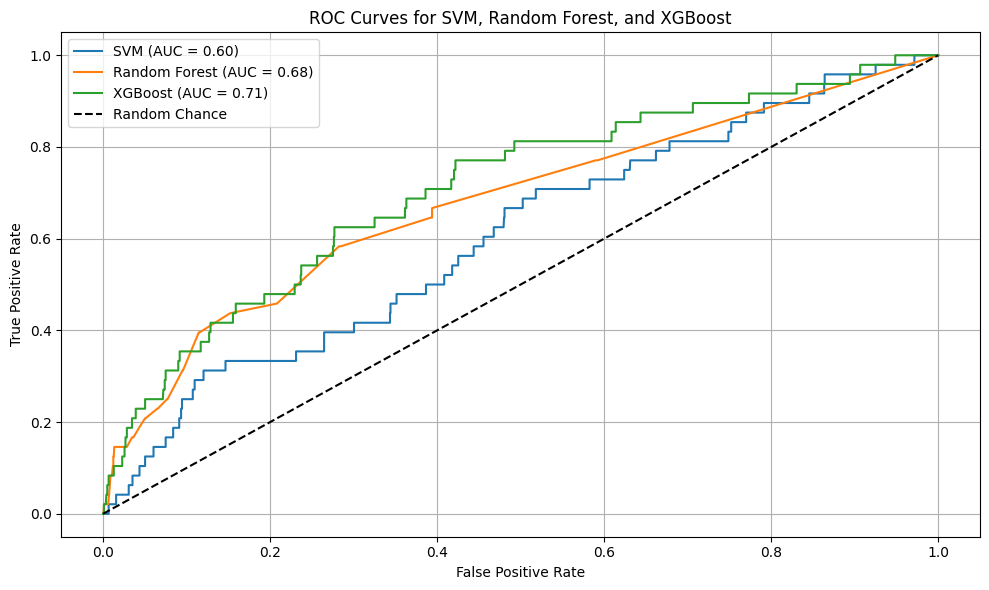 ROC Curves for SVM, Random Forest, and XGBoost
SVM (AUC = 0.60)
Random Forest (AUC = 0.68)
XGBoost (AUC = 0.71)
Random Chance
True Positive Rate
1.0
0.8
0.6
0.4
0.2
0.0
0.0 0.2 0.4 0.6 0.8 1.0
False Positive Rate